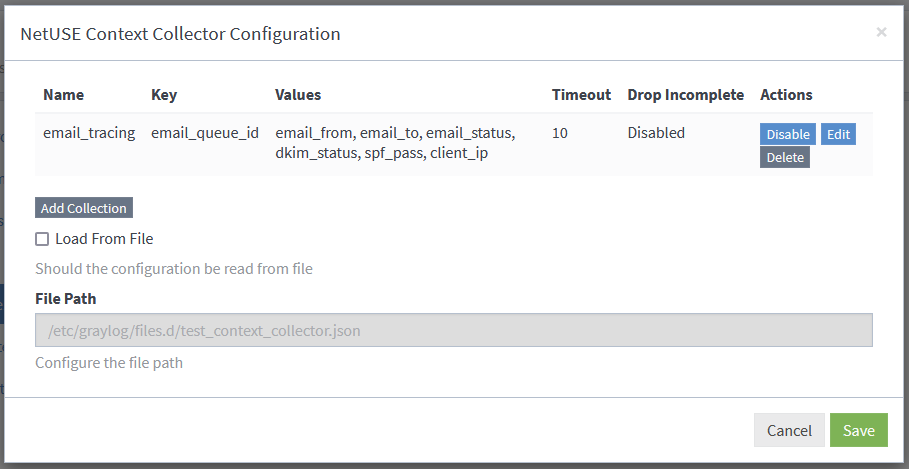 NetUSE Context Collector Configuration ×
Name Key Values Timeout Drop Incomplete Actions
email_tracing email_queue_id email_from, email_to, email_status, 10 Disabled Disable Edit
dkim_status, spf_pass, client_ip Delete
Add Collection
Load From File
Should the configuration be read from file
File Path
/etc/graylog/files.d/test_context_collector.json
Configure the file path
Cancel Save